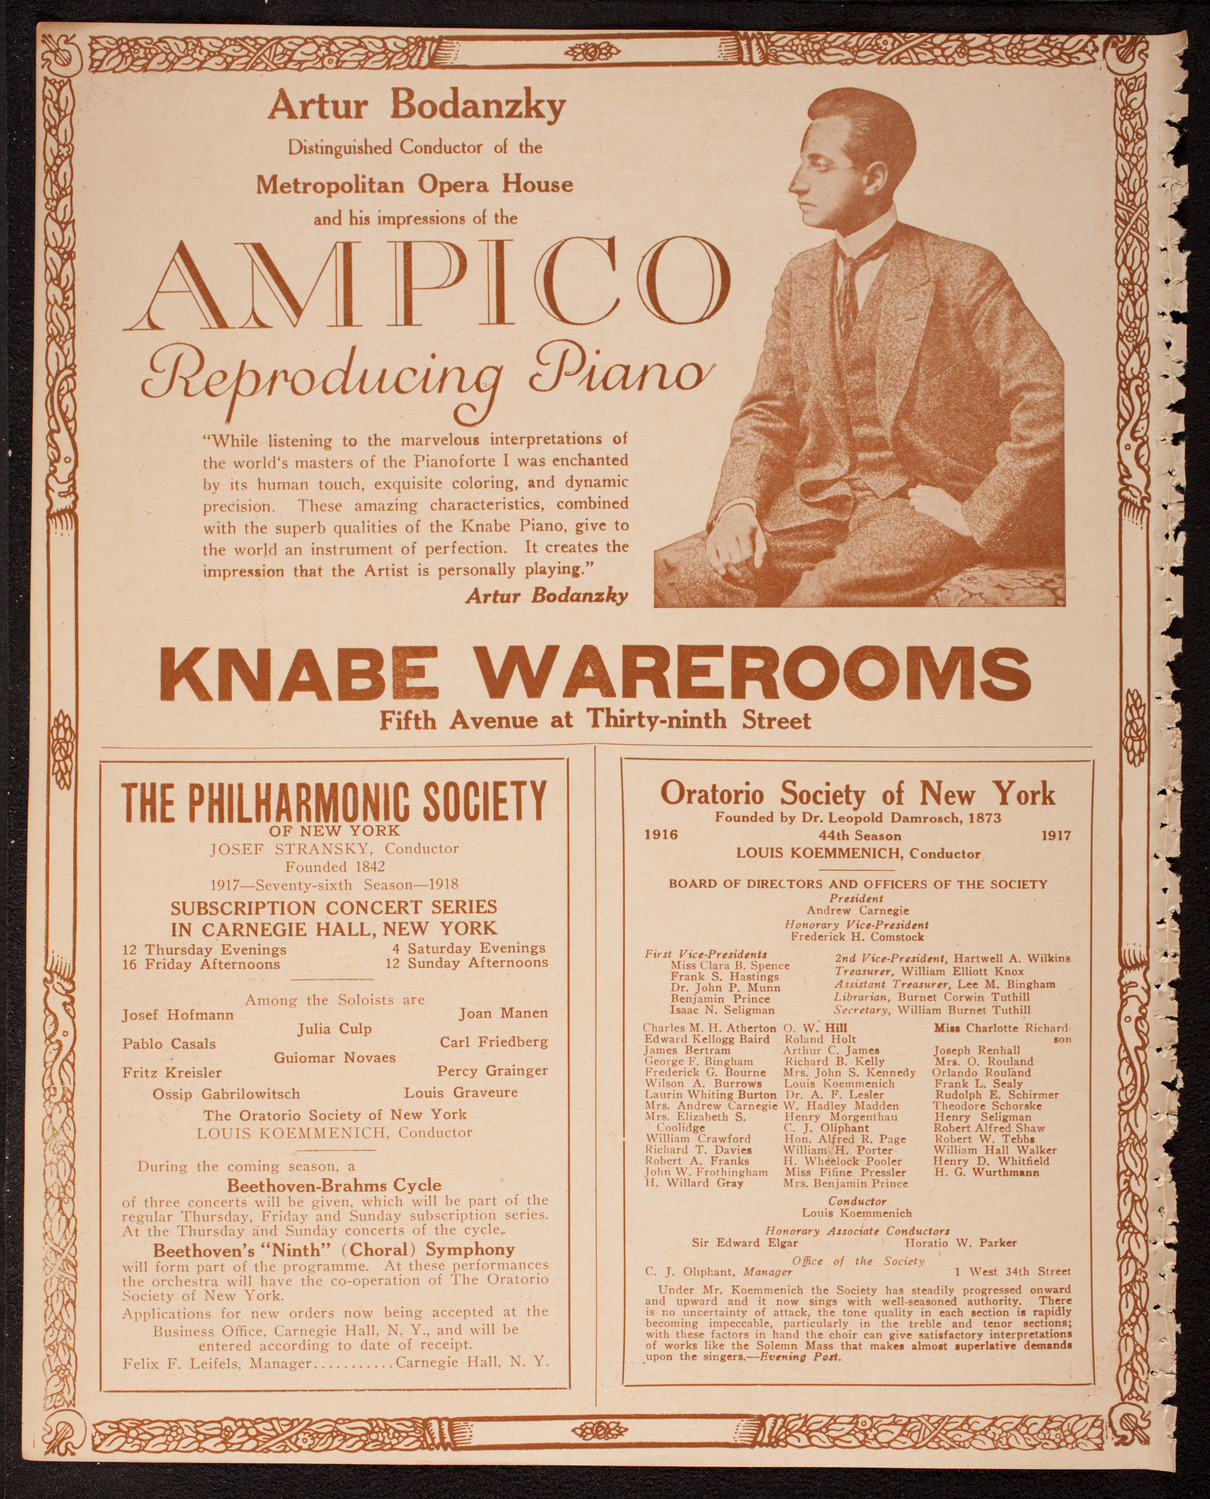 Artur Bodanzky
Distinguished Conductor of the
Metropolitan Opera House
and his impressions of the
AMPICO
Reproducing Piano
"While listening to the marvelous interpretations of
the world's masters of the Pianoforte I was enchanted
by its human touch, exquisite coloring, and dynamic
precision. These amazing characteristics, combined
with the superb qualities of the Knabe Piano, give to
the world an instrument of perfection. It creates the
impression that the Artist is personally playing."
Artur Bodanzky
KNABE WAREROOMS
Fifth Avenue at Thirty-ninth Street
THE PHILHARMONIC SOCIETY
OF NEW YORK
JOSEF STRANSKY, Conductor
Founded 1842
1917—Seventy-sixth Season—1918
SUBSCRIPTION CONCERT SERIES
IN CARNEGIE HALL, NEW YORK
12 Thursday Evenings 4 Saturday Evenings
16 Friday Afternoons 12 Sunday Afternoons
Among the Soloists are
Josef Hofmann Joan Manen
Julia Culp
Pablo Casals Carl Friedberg
Guiomar Novaes
Fritz Kreisler Percy Grainger
Ossip Gabrilowitsch Louis Graveure
The Oratorio Society of New York
LOUIS KOEMMENICH, Conductor
During the coming season, a
Beethoven-Brahms Cycle
of three concerts will be given, which will be part of the
regular Thursday, Friday and Sunday subscription series.
At the Thursday and Sunday concerts of the cycle,
Beethoven's "Ninth" (Choral) Symphony
will form part of the programme. At these performances
the orchestra will have the co-operation of The Oratorio
Society of New York.
Applications for new orders now being accepted at the
Business Office, Carnegie Hall, N. Y., and will be
entered according to date of receipt.
Felix F. Leifels, Manager...........Carnegie Hall, N. Y.
Oratorio Society of New York
Founded by Dr. Leopold Damrosch, 1873
1916 44th Season 1917
LOUIS KOEMMENICH, Conductor
BOARD OF DIRECTORS AND OFFICERS OF THE SOCIETY
President
Andrew Carnegie
Honorary Vice-President
Frederick H. Comstock
First Vice-Presidents
Miss Clara B. Spence
Frank S. Hastings
Dr. John P. Munn
Benjamin Prince
Isaac N. Seligman
2nd Vice-President, Hartwell A. Wilkins
Treasurer, William Elliott Knox
Assistant Treasurer, Lee M. Bingham
Librarian, Burnet Corwin Tuthill
Secretary, William Burnet Tuthill
Charles M. H. Atherton
Edward Kellogg Baird
James Bertram
George F. Bingham
Frederick G. Bourne
Wilson A. Burrows
Laurin Whiting Burton
Mrs. Andrew Carnegie
Mrs. Elizabeth S.
Coolidge
William Crawford
Richard T. Davies
Robert A. Franks
John W. Frothingham
H. Willard Gray
O. W. Hill
Roland Holt
Arthur C. James
Richard B. Kelly
Mrs. John S. Kennedy
Louis Koemmenich
Dr. A. F. Lesler
W. Hadley Madden
Henry Morgenthau
C. J. Oliphant
Hon. Alfred R. Page
William H. Porter
H. Wheelock Pooler
Miss Fifine Pressler
Mrs. Benjamin Prince
Miss Charlotte Richard-
son
Joseph Renhall
Mrs. O. Rouland
Orlando Rouland
Frank L. Sealy
Rudolph E. Schirmer
Theodore Schorske
Henry Seligman
Robert Alfred Shaw
Robert W. Tebbs
William Hall Walker
Henry D. Whitfield
H. G. Wurthmann
Conductor
Louis Koemmenich
Honorary Associate Conductors
Sir Edward Elgar Horatio W. Parker
Office of the Society
C. J. Oliphant, Manager 1 West 34th Street
Under Mr. Koemmenich the Society has steadily progressed onward
and upward and it now sings with well-seasoned authority. There
is no uncertainty of attack, the tone quality in each section is rapidly
becoming impeccable, particularly in the treble and tenor sections;
with these factors in hand the choir can give satisfactory interpretations
of works like the Solemn Mass that makes almost superlative demands
upon the singers.—Evening Post.